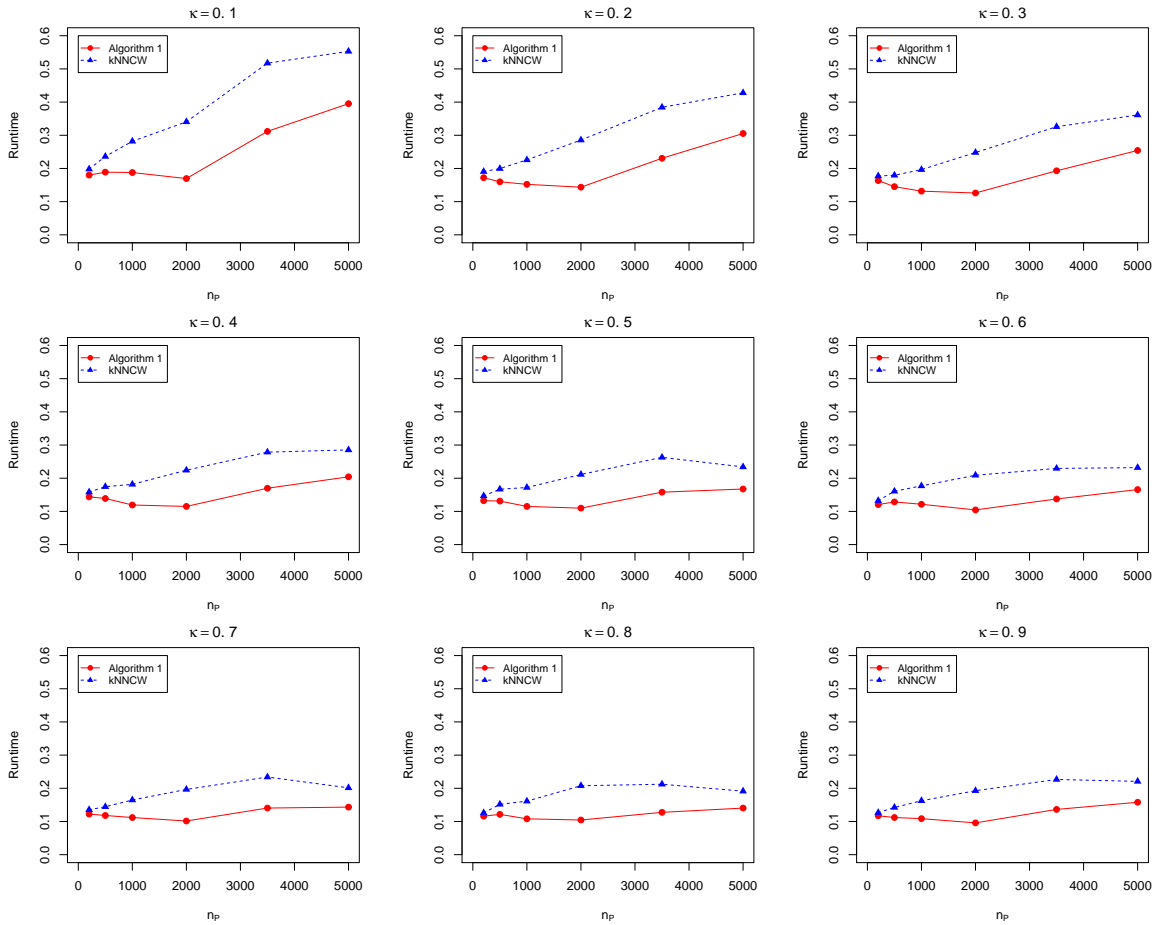 κ = 0. 1
Runtime
0.0 0.1 0.2 0.3 0.4 0.5 0.6
Algorithm 1
kNNCW
0 1000 2000 3000 4000 5000
nP
κ = 0. 2
Runtime
0.0 0.1 0.2 0.3 0.4 0.5 0.6
Algorithm 1
kNNCW
0 1000 2000 3000 4000 5000
nP
κ = 0. 3
Runtime
0.0 0.1 0.2 0.3 0.4 0.5 0.6
Algorithm 1
kNNCW
0 1000 2000 3000 4000 5000
nP
κ = 0. 4
Runtime
0.0 0.1 0.2 0.3 0.4 0.5 0.6
Algorithm 1
kNNCW
0 1000 2000 3000 4000 5000
nP
κ = 0. 5
Runtime
0.0 0.1 0.2 0.3 0.4 0.5 0.6
Algorithm 1
kNNCW
0 1000 2000 3000 4000 5000
nP
κ = 0. 6
Runtime
0.0 0.1 0.2 0.3 0.4 0.5 0.6
Algorithm 1
kNNCW
0 1000 2000 3000 4000 5000
nP
κ = 0. 7
Runtime
0.0 0.1 0.2 0.3 0.4 0.5 0.6
Algorithm 1
kNNCW
0 1000 2000 3000 4000 5000
nP
κ = 0. 8
Runtime
0.0 0.1 0.2 0.3 0.4 0.5 0.6
Algorithm 1
kNNCW
0 1000 2000 3000 4000 5000
nP
κ = 0. 9
Runtime
0.0 0.1 0.2 0.3 0.4 0.5 0.6
Algorithm 1
kNNCW
0 1000 2000 3000 4000 5000
nP